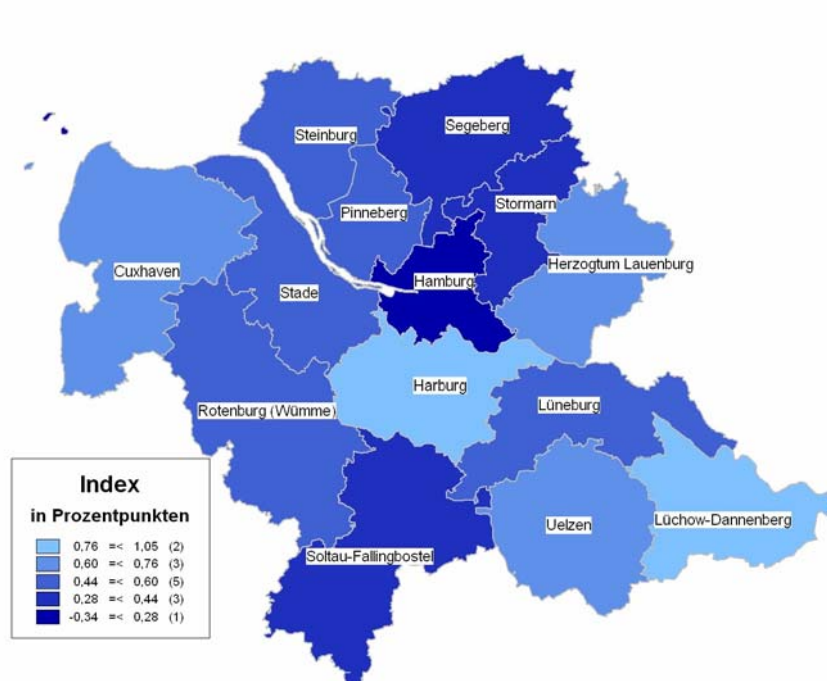 Steinburg
Segeberg
Stormarn
Pinneberg
Cuxhaven
Herzogtum Lauenburg
Hamburg
Stade
Harburg
Rotenburg (Wümme)
Lüneburg
Uelzen
Lüchow-Dannenberg
Soltau-Fallingbostel
Index
in Prozentpunkten
0,76 =< 1,05 (2)
0,60 =< 0,76 (3)
0,44 =< 0,60 (5)
0,28 =< 0,44 (3)
-0,34 =< 0,28 (1)